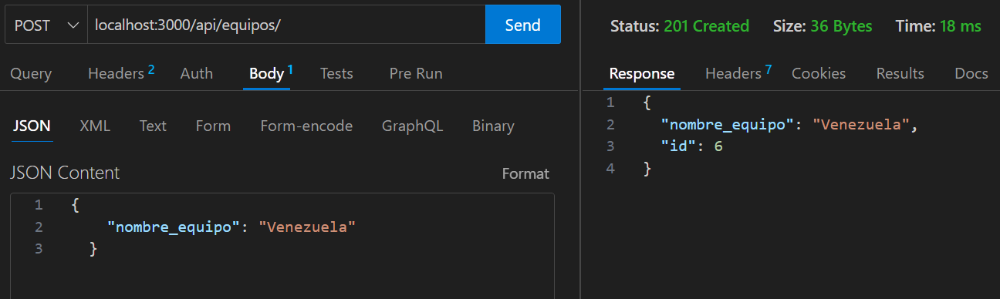 POST localhost:3000/api/equipos/ Send
Query Headers 2 Auth Body 1 Tests Pre Run
JSON XML Text Form Form-encode GraphQL Binary
JSON Content Format
1 {
2 "nombre_equipo": "Venezuela"
3 }
Status: 201 Created Size: 36 Bytes Time: 18 ms
Response Headers 7 Cookies Results Docs
1 {
2 "nombre_equipo": "Venezuela",
3 "id": 6
4 }